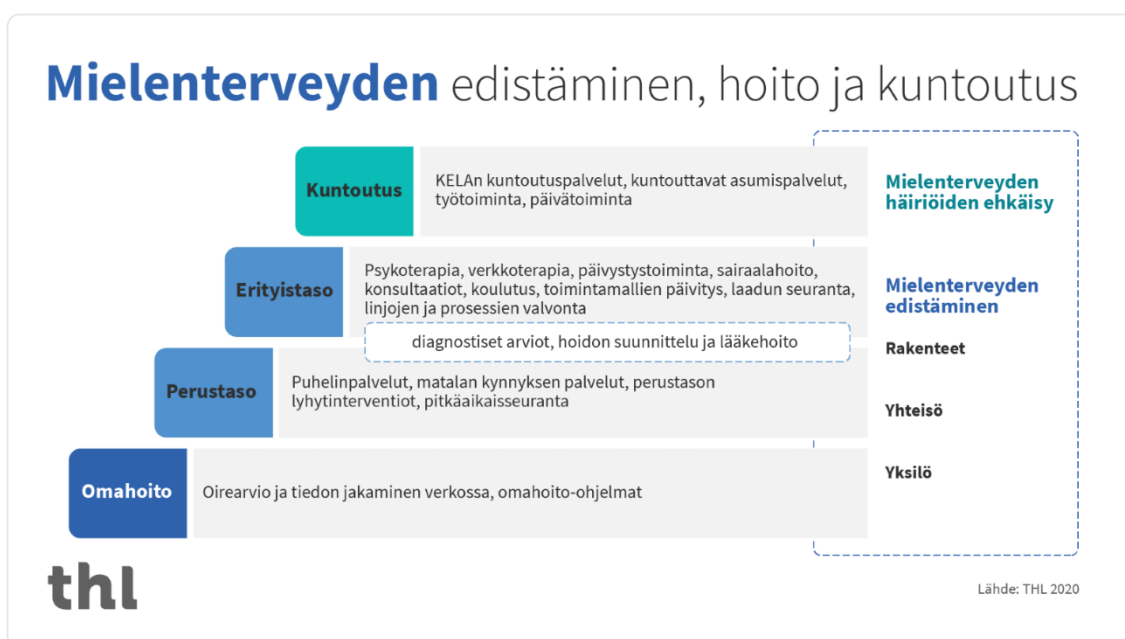 Mielenterveyden edistäminen, hoito ja kuntoutus
Kuntoutus
KELAn kuntoutuspalvelut, kuntouttavat asumispalvelut,
työtoiminta, päivätoiminta
Erityistaso
Psykoterapia, verkkoterapia, päivystystoiminta, sairaalahoito,
konsultaatiot, koulutus, toimintamallien päivitys, laadun seuranta,
linjojen ja prosessien valvonta
diagnostiset arviot, hoidon suunnittelu ja lääkehoito
Perustaso
Puhelinpalvelut, matalan kynnyksen palvelut, perustason
lyhytinterventiot, pitkäaikaisseuranta
Omahoito
Oirearvio ja tiedon jakaminen verkossa, omahoito-ohjelmat
Mielenterveyden
häiriöiden ehkäisy
Mielenterveyden
edistäminen
Rakenteet
Yhteisö
Yksilö
thl
Lähde: THL 2020